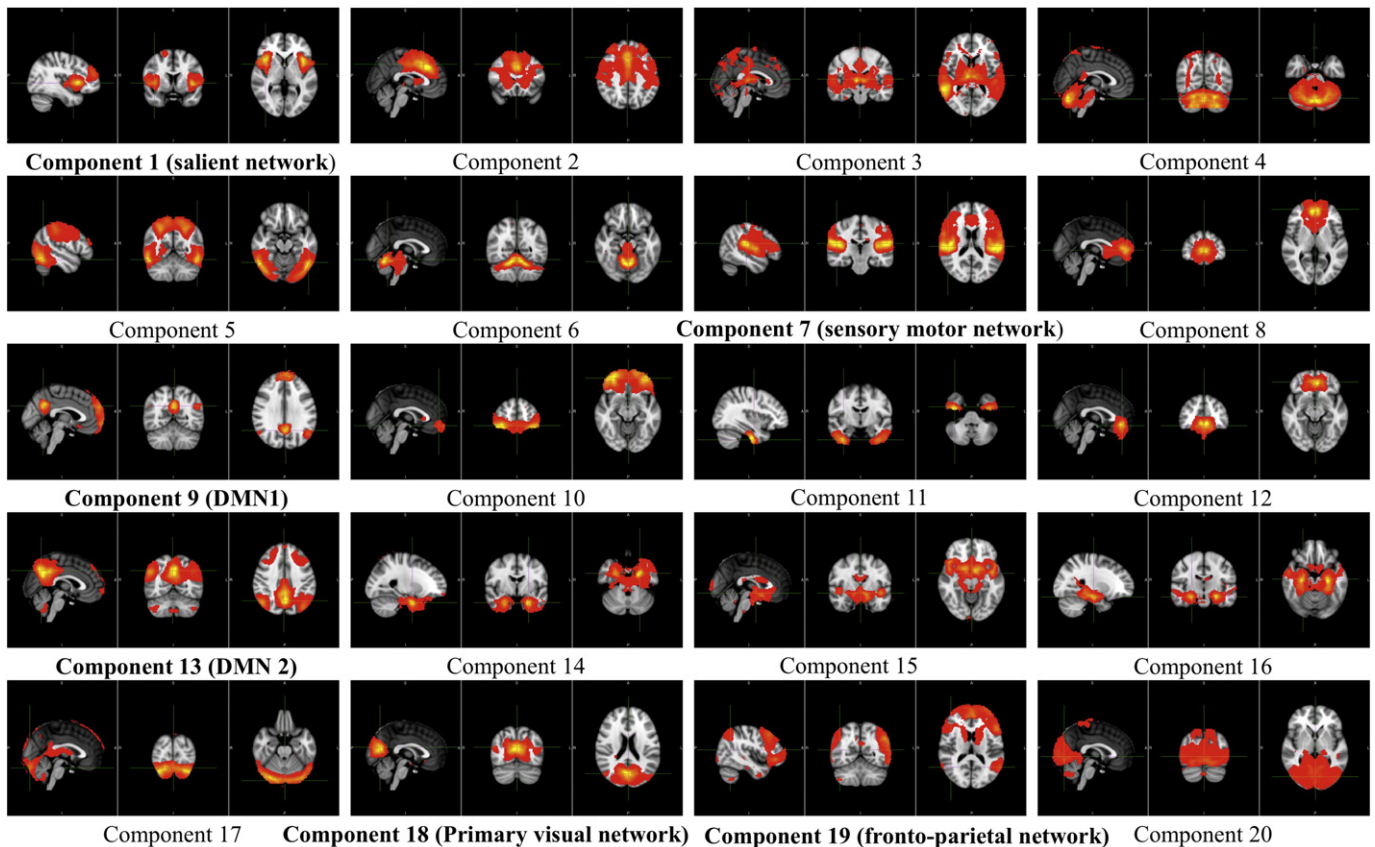 Component 1 (salient network)
Component 2
Component 3
Component 4
Component 5
Component 6
Component 7 (sensory motor network)
Component 8
Component 9 (DMN1)
Component 10
Component 11
Component 12
Component 13 (DMN 2)
Component 14
Component 15
Component 16
Component 17
Component 18 (Primary visual network)
Component 19 (fronto-parietal network)
Component 20